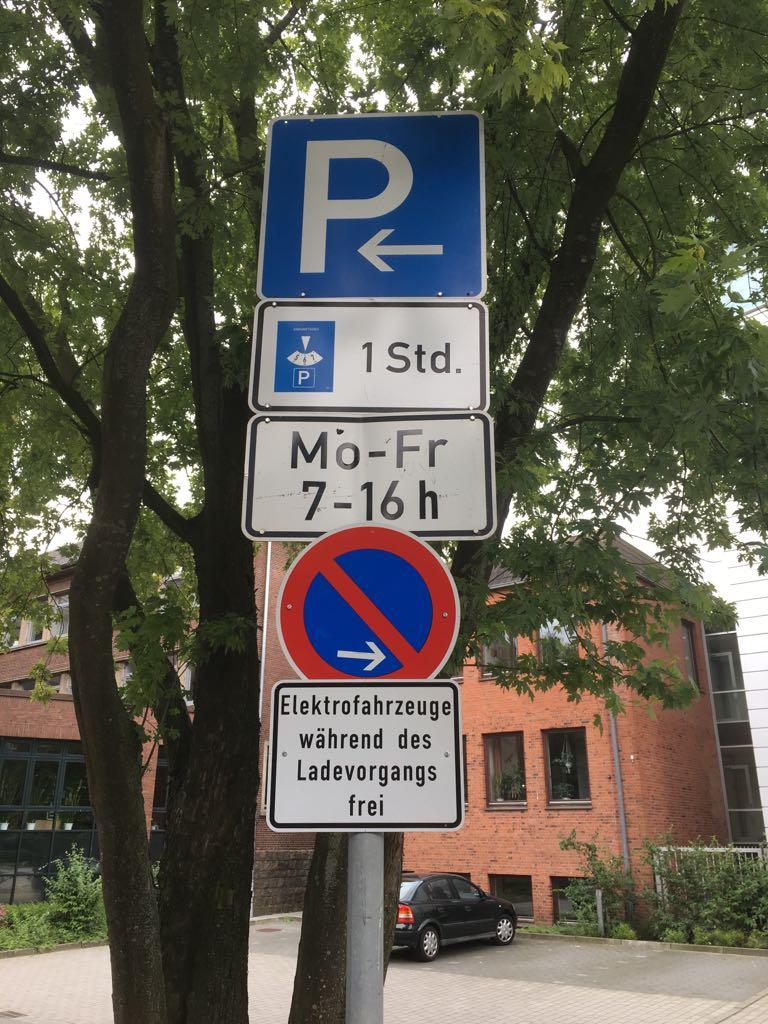 P
1 Std.
P
Mo-Fr
7-16 h
Elektrofahrzeuge
während des
Ladevorgangs
frei